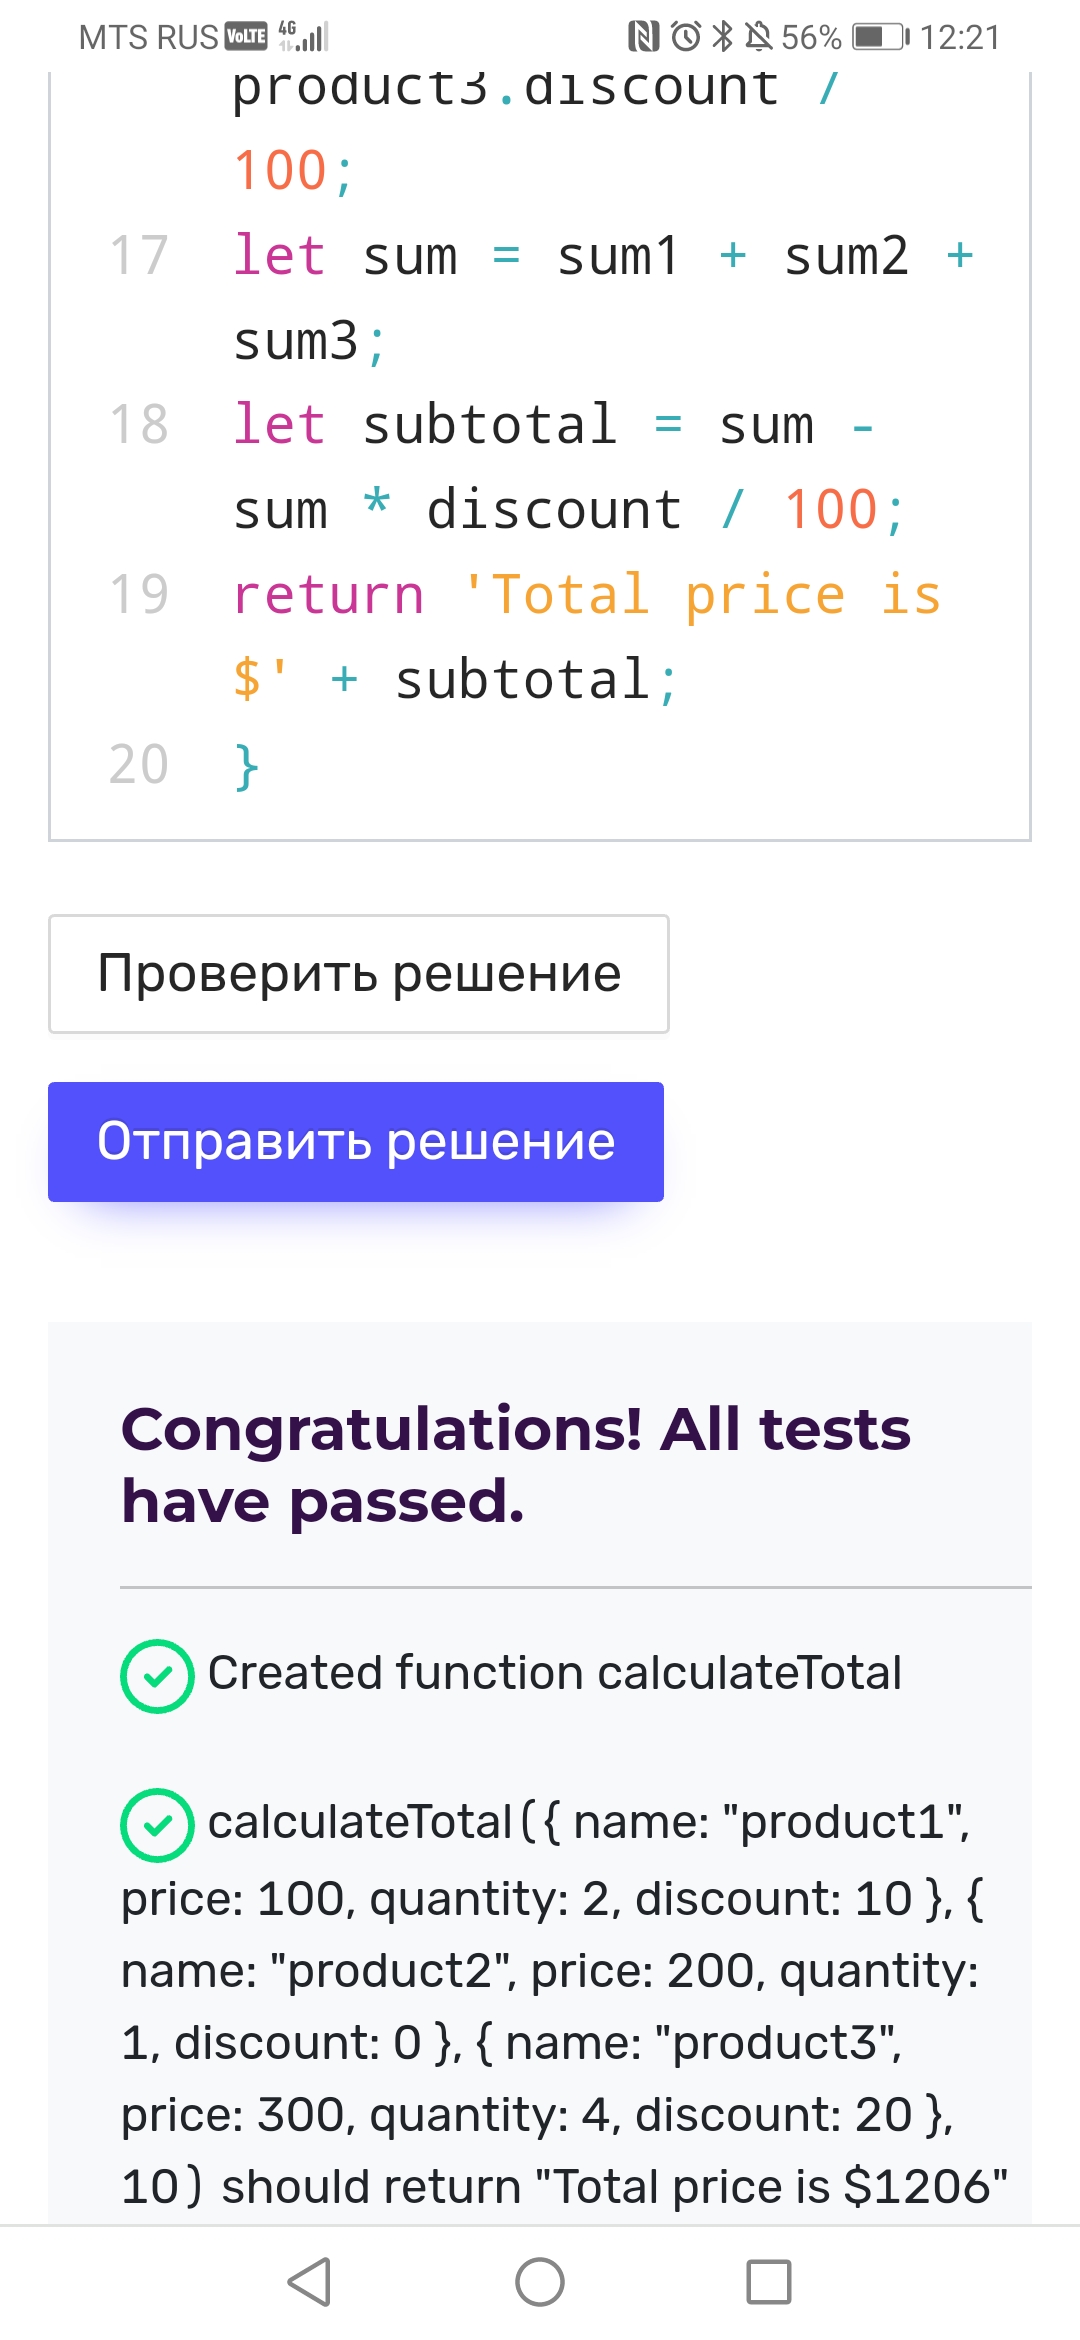 MTS RUS VoLTE 4G 56% 12:21
product3.discount /
100;
17 let sum = sum1 + sum2 +
sum3;
18 let subtotal = sum -
sum * discount / 100;
19 return 'Total price is
$' + subtotal;
20 }
Проверить решение
Отправить решение
Congratulations! All tests
have passed.
Created function calculateTotal
calculateTotal({ name: "product1",
price: 100, quantity: 2, discount: 10 }, {
name: "product2", price: 200, quantity:
1, discount: 0 }, { name: "product3",
price: 300, quantity: 4, discount: 20 },
10) should return "Total price is $1206"